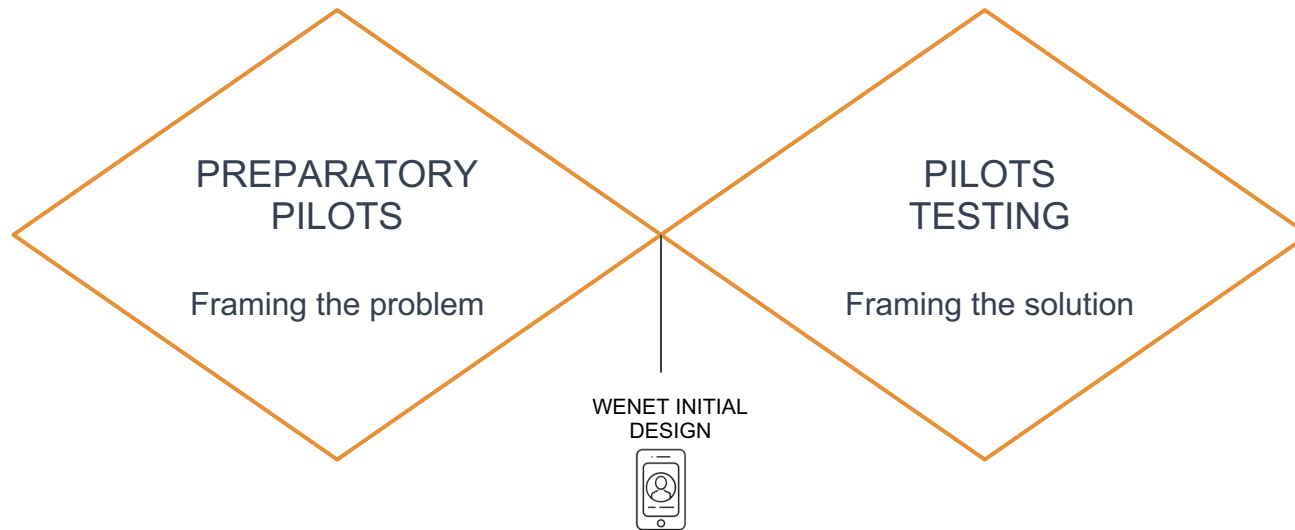 PREPARATORY
PILOTS
Framing the problem
PILOTS
TESTING
Framing the solution
WENET INITIAL
DESIGN